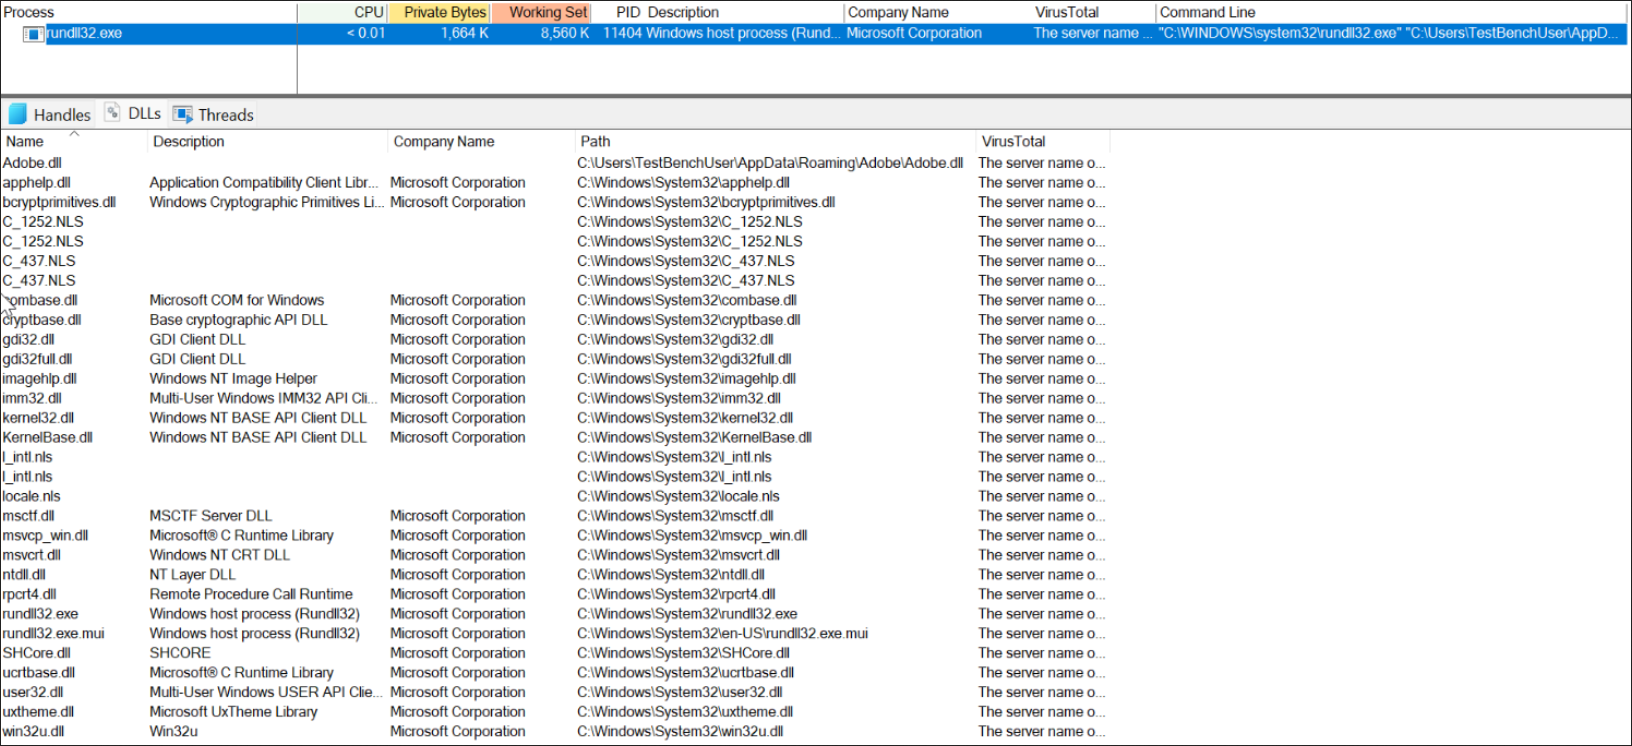 Process CPU Private Bytes Working Set PID Description Company Name VirusTotal Command Line
rundll32.exe < 0.01 1,664 K 8,560 K 11404 Windows host process (Rund... Microsoft Corporation The server name ... "C:\WINDOWS\system32\rundll32.exe" "C:\Users\TestBenchUser\AppD...
Handles DLLs Threads
Name Description Company Name Path VirusTotal
Adobe.dll C:\Users\TestBenchUser\AppData\Roaming\Adobe\Adobe.dll The server name o...
apphelp.dll Application Compatibility Client Libr... Microsoft Corporation C:\Windows\System32\apphelp.dll The server name o...
bcryptprimitives.dll Windows Cryptographic Primitives Li... Microsoft Corporation C:\Windows\System32\bcryptprimitives.dll The server name o...
C_1252.NLS C:\Windows\System32\C_1252.NLS The server name o...
C_1252.NLS C:\Windows\System32\C_1252.NLS The server name o...
C_437.NLS C:\Windows\System32\C_437.NLS The server name o...
C_437.NLS C:\Windows\System32\C_437.NLS The server name o...
combase.dll Microsoft COM for Windows Microsoft Corporation C:\Windows\System32\combase.dll The server name o...
cryptbase.dll Base cryptographic API DLL Microsoft Corporation C:\Windows\System32\cryptbase.dll The server name o...
gdi32.dll GDI Client DLL Microsoft Corporation C:\Windows\System32\gdi32.dll The server name o...
gdi32full.dll GDI Client DLL Microsoft Corporation C:\Windows\System32\gdi32full.dll The server name o...
imagehlp.dll Windows NT Image Helper Microsoft Corporation C:\Windows\System32\imagehlp.dll The server name o...
imm32.dll Multi-User Windows IMM32 API Cli... Microsoft Corporation C:\Windows\System32\imm32.dll The server name o...
kernel32.dll Windows NT BASE API Client DLL Microsoft Corporation C:\Windows\System32\kernel32.dll The server name o...
KernelBase.dll Windows NT BASE API Client DLL Microsoft Corporation C:\Windows\System32\KernelBase.dll The server name o...
l_intl.nls C:\Windows\System32\l_intl.nls The server name o...
l_intl.nls C:\Windows\System32\l_intl.nls The server name o...
locale.nls C:\Windows\System32\locale.nls The server name o...
msctf.dll MSCTF Server DLL Microsoft Corporation C:\Windows\System32\msctf.dll The server name o...
msvcp_win.dll Microsoft® C Runtime Library Microsoft Corporation C:\Windows\System32\msvcp_win.dll The server name o...
msvcrt.dll Windows NT CRT DLL Microsoft Corporation C:\Windows\System32\msvcrt.dll The server name o...
ntdll.dll NT Layer DLL Microsoft Corporation C:\Windows\System32\ntdll.dll The server name o...
rpcrt4.dll Remote Procedure Call Runtime Microsoft Corporation C:\Windows\System32\rpcrt4.dll The server name o...
rundll32.exe Windows host process (Rundll32) Microsoft Corporation C:\Windows\System32\rundll32.exe The server name o...
rundll32.exe.mui Windows host process (Rundll32) Microsoft Corporation C:\Windows\System32\en-US\rundll32.exe.mui The server name o...
SHCore.dll SHCORE Microsoft Corporation C:\Windows\System32\SHCore.dll The server name o...
ucrtbase.dll Microsoft® C Runtime Library Microsoft Corporation C:\Windows\System32\ucrtbase.dll The server name o...
user32.dll Multi-User Windows USER API Clie... Microsoft Corporation C:\Windows\System32\user32.dll The server name o...
uxtheme.dll Microsoft UxTheme Library Microsoft Corporation C:\Windows\System32\uxtheme.dll The server name o...
win32u.dll Win32u Microsoft Corporation C:\Windows\System32\win32u.dll The server name o...